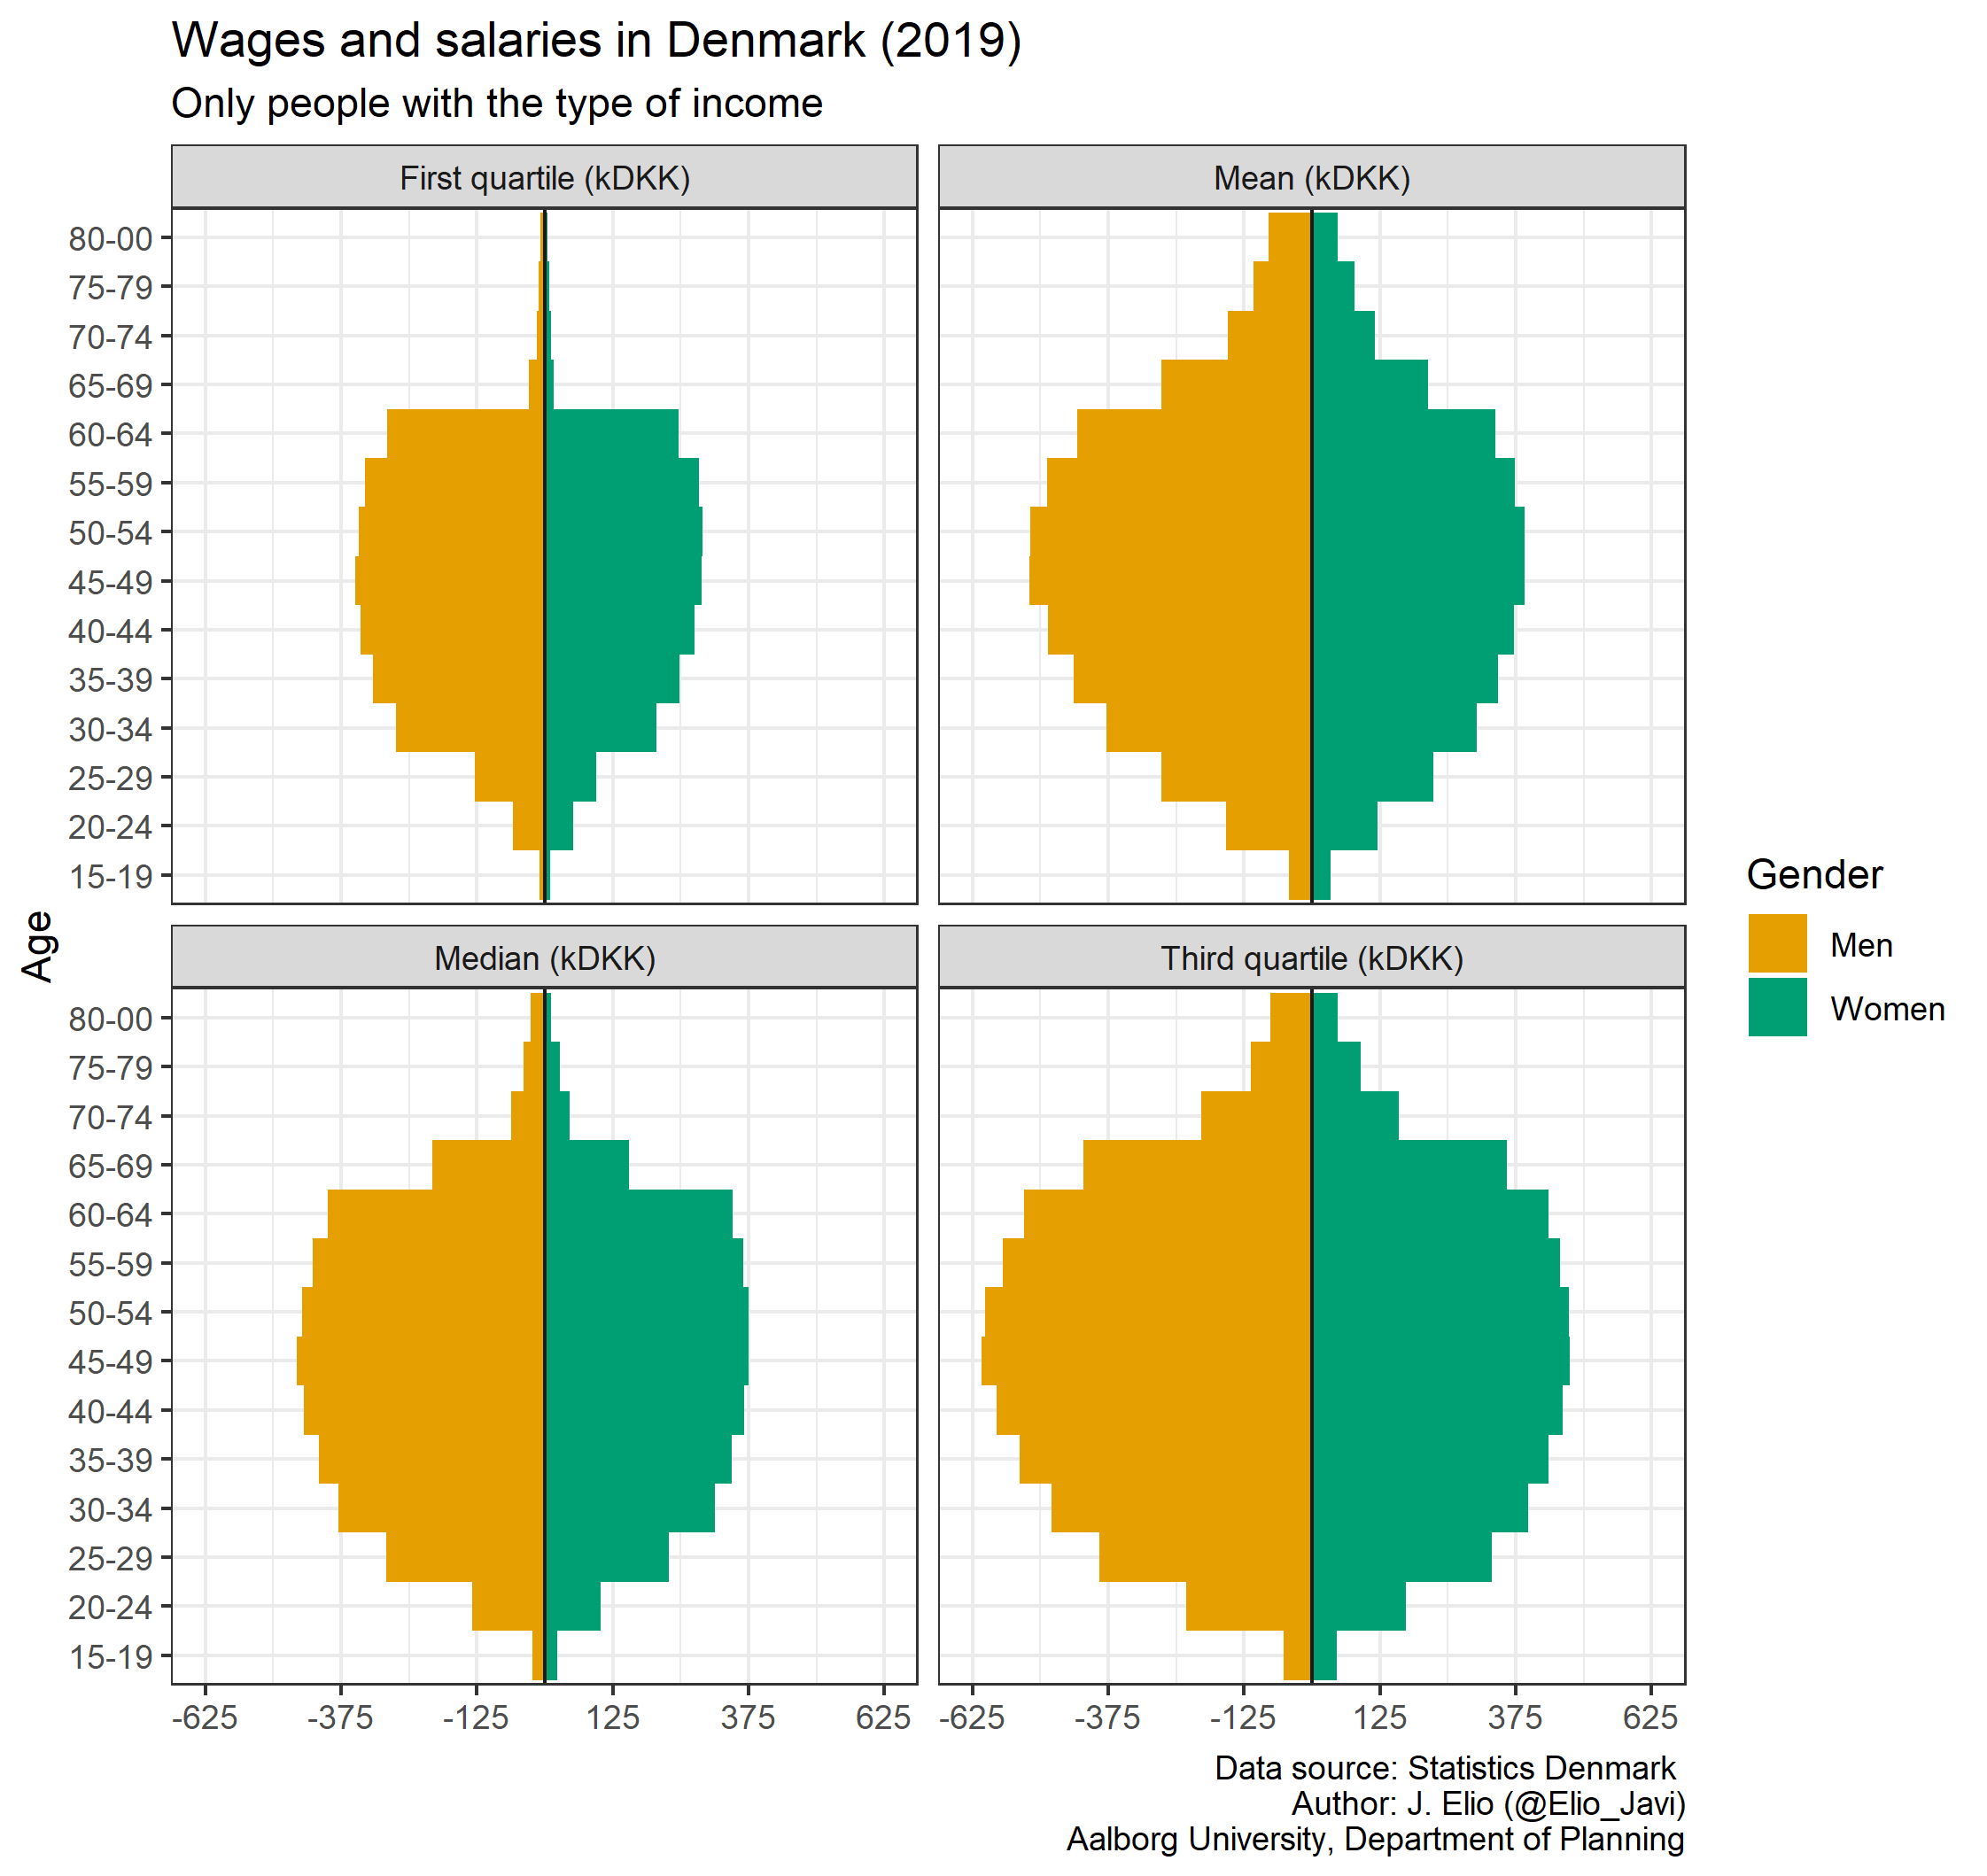 Wages and salaries in Denmark (2019)
Only people with the type of income
First quartile (kDKK)
Mean (kDKK)
80-00
75-79
70-74
65-69
60-64
55-59
50-54
45-49
40-44
35-39
30-34
25-29
20-24
15-19
Age
Median (kDKK)
Third quartile (kDKK)
80-00
75-79
70-74
65-69
60-64
55-59
50-54
45-49
40-44
35-39
30-34
25-29
20-24
15-19
-625 -375 -125 125 375 625
-625 -375 -125 125 375 625
Gender
Men
Women
Data source: Statistics Denmark
Author: J. Elio (@Elio_Javi)
Aalborg University, Department of Planning